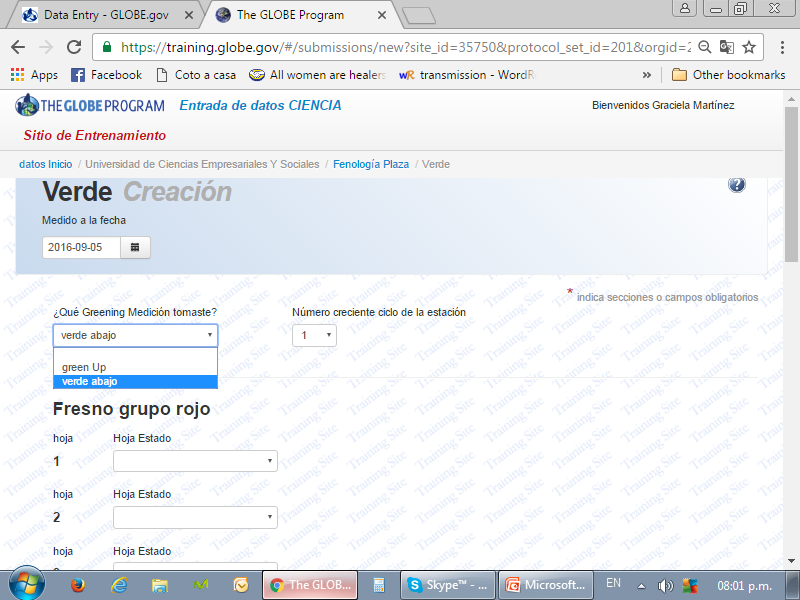 Data Entry - GLOBE.gov
The GLOBE Program
https://training.globe.gov/#/submissions/new?site_id=35750&protocol_set_id=201&orgid=2
Apps
Facebook
Coto a casa
All women are healers
transmission - WordR
»
Other bookmarks
THE GLOBE PROGRAM
Entrada de datos CIENCIA
Bienvenidos Graciela Martínez
Sitio de Entrenamiento
datos Inicio / Universidad de Ciencias Empresariales Y Sociales / Fenología Plaza / Verde
Verde Creación
Medido a la fecha
2016-09-05
* indica secciones o campos obligatorios
¿Qué Greening Medición tomaste?
Número creciente ciclo de la estación
verde abajo
1
green Up
verde abajo
Fresno grupo rojo
hoja
Hoja Estado
1
hoja
Hoja Estado
2
hoja
Hoja Estado
Training Site
The GLOB...
Skype™ - ...
Microsoft...
EN
08:01 p.m.